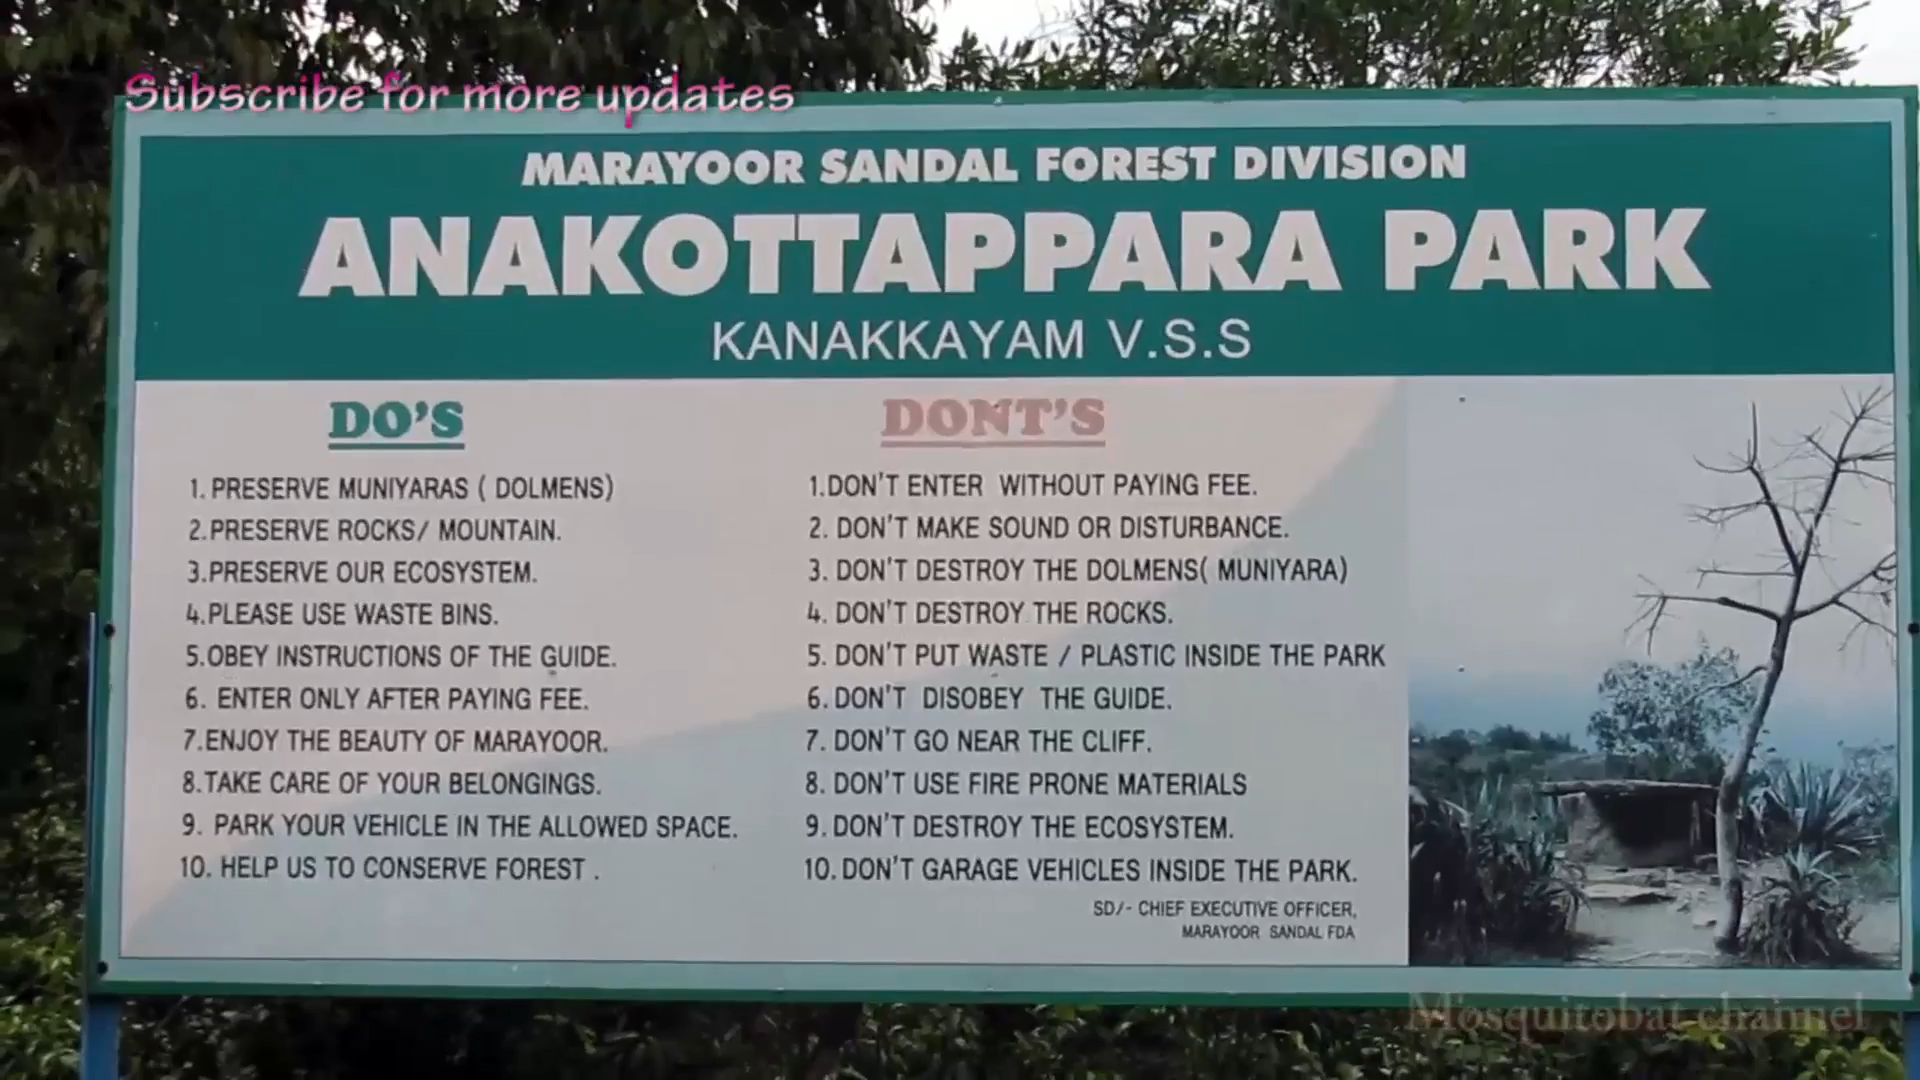 Subscribe for more updates
MARAYOOR SANDAL FOREST DIVISION
ANAKOTTAPPARA PARK
KANAKKAYAM V.S.S
DO'S
1. PRESERVE MUNIYARAS ( DOLMENS)
2.PRESERVE ROCKS/ MOUNTAIN.
3.PRESERVE OUR ECOSYSTEM.
4.PLEASE USE WASTE BINS.
5.OBEY INSTRUCTIONS OF THE GUIDE.
6. ENTER ONLY AFTER PAYING FEE.
7.ENJOY THE BEAUTY OF MARAYOOR.
8.TAKE CARE OF YOUR BELONGINGS.
9. PARK YOUR VEHICLE IN THE ALLOWED SPACE.
10. HELP US TO CONSERVE FOREST .
DONT'S
1.DON'T ENTER WITHOUT PAYING FEE.
2. DON'T MAKE SOUND OR DISTURBANCE.
3. DON'T DESTROY THE DOLMENS( MUNIYARA)
4. DON'T DESTROY THE ROCKS.
5. DON'T PUT WASTE / PLASTIC INSIDE THE PARK
6. DON'T DISOBEY THE GUIDE.
7. DON'T GO NEAR THE CLIFF.
8. DON'T USE FIRE PRONE MATERIALS
9. DON'T DESTROY THE ECOSYSTEM.
10. DON'T GARAGE VEHICLES INSIDE THE PARK.
SD/- CHIEF EXECUTIVE OFFICER,
MARAYOOR SANDAL FDA
Mosquitobat channel